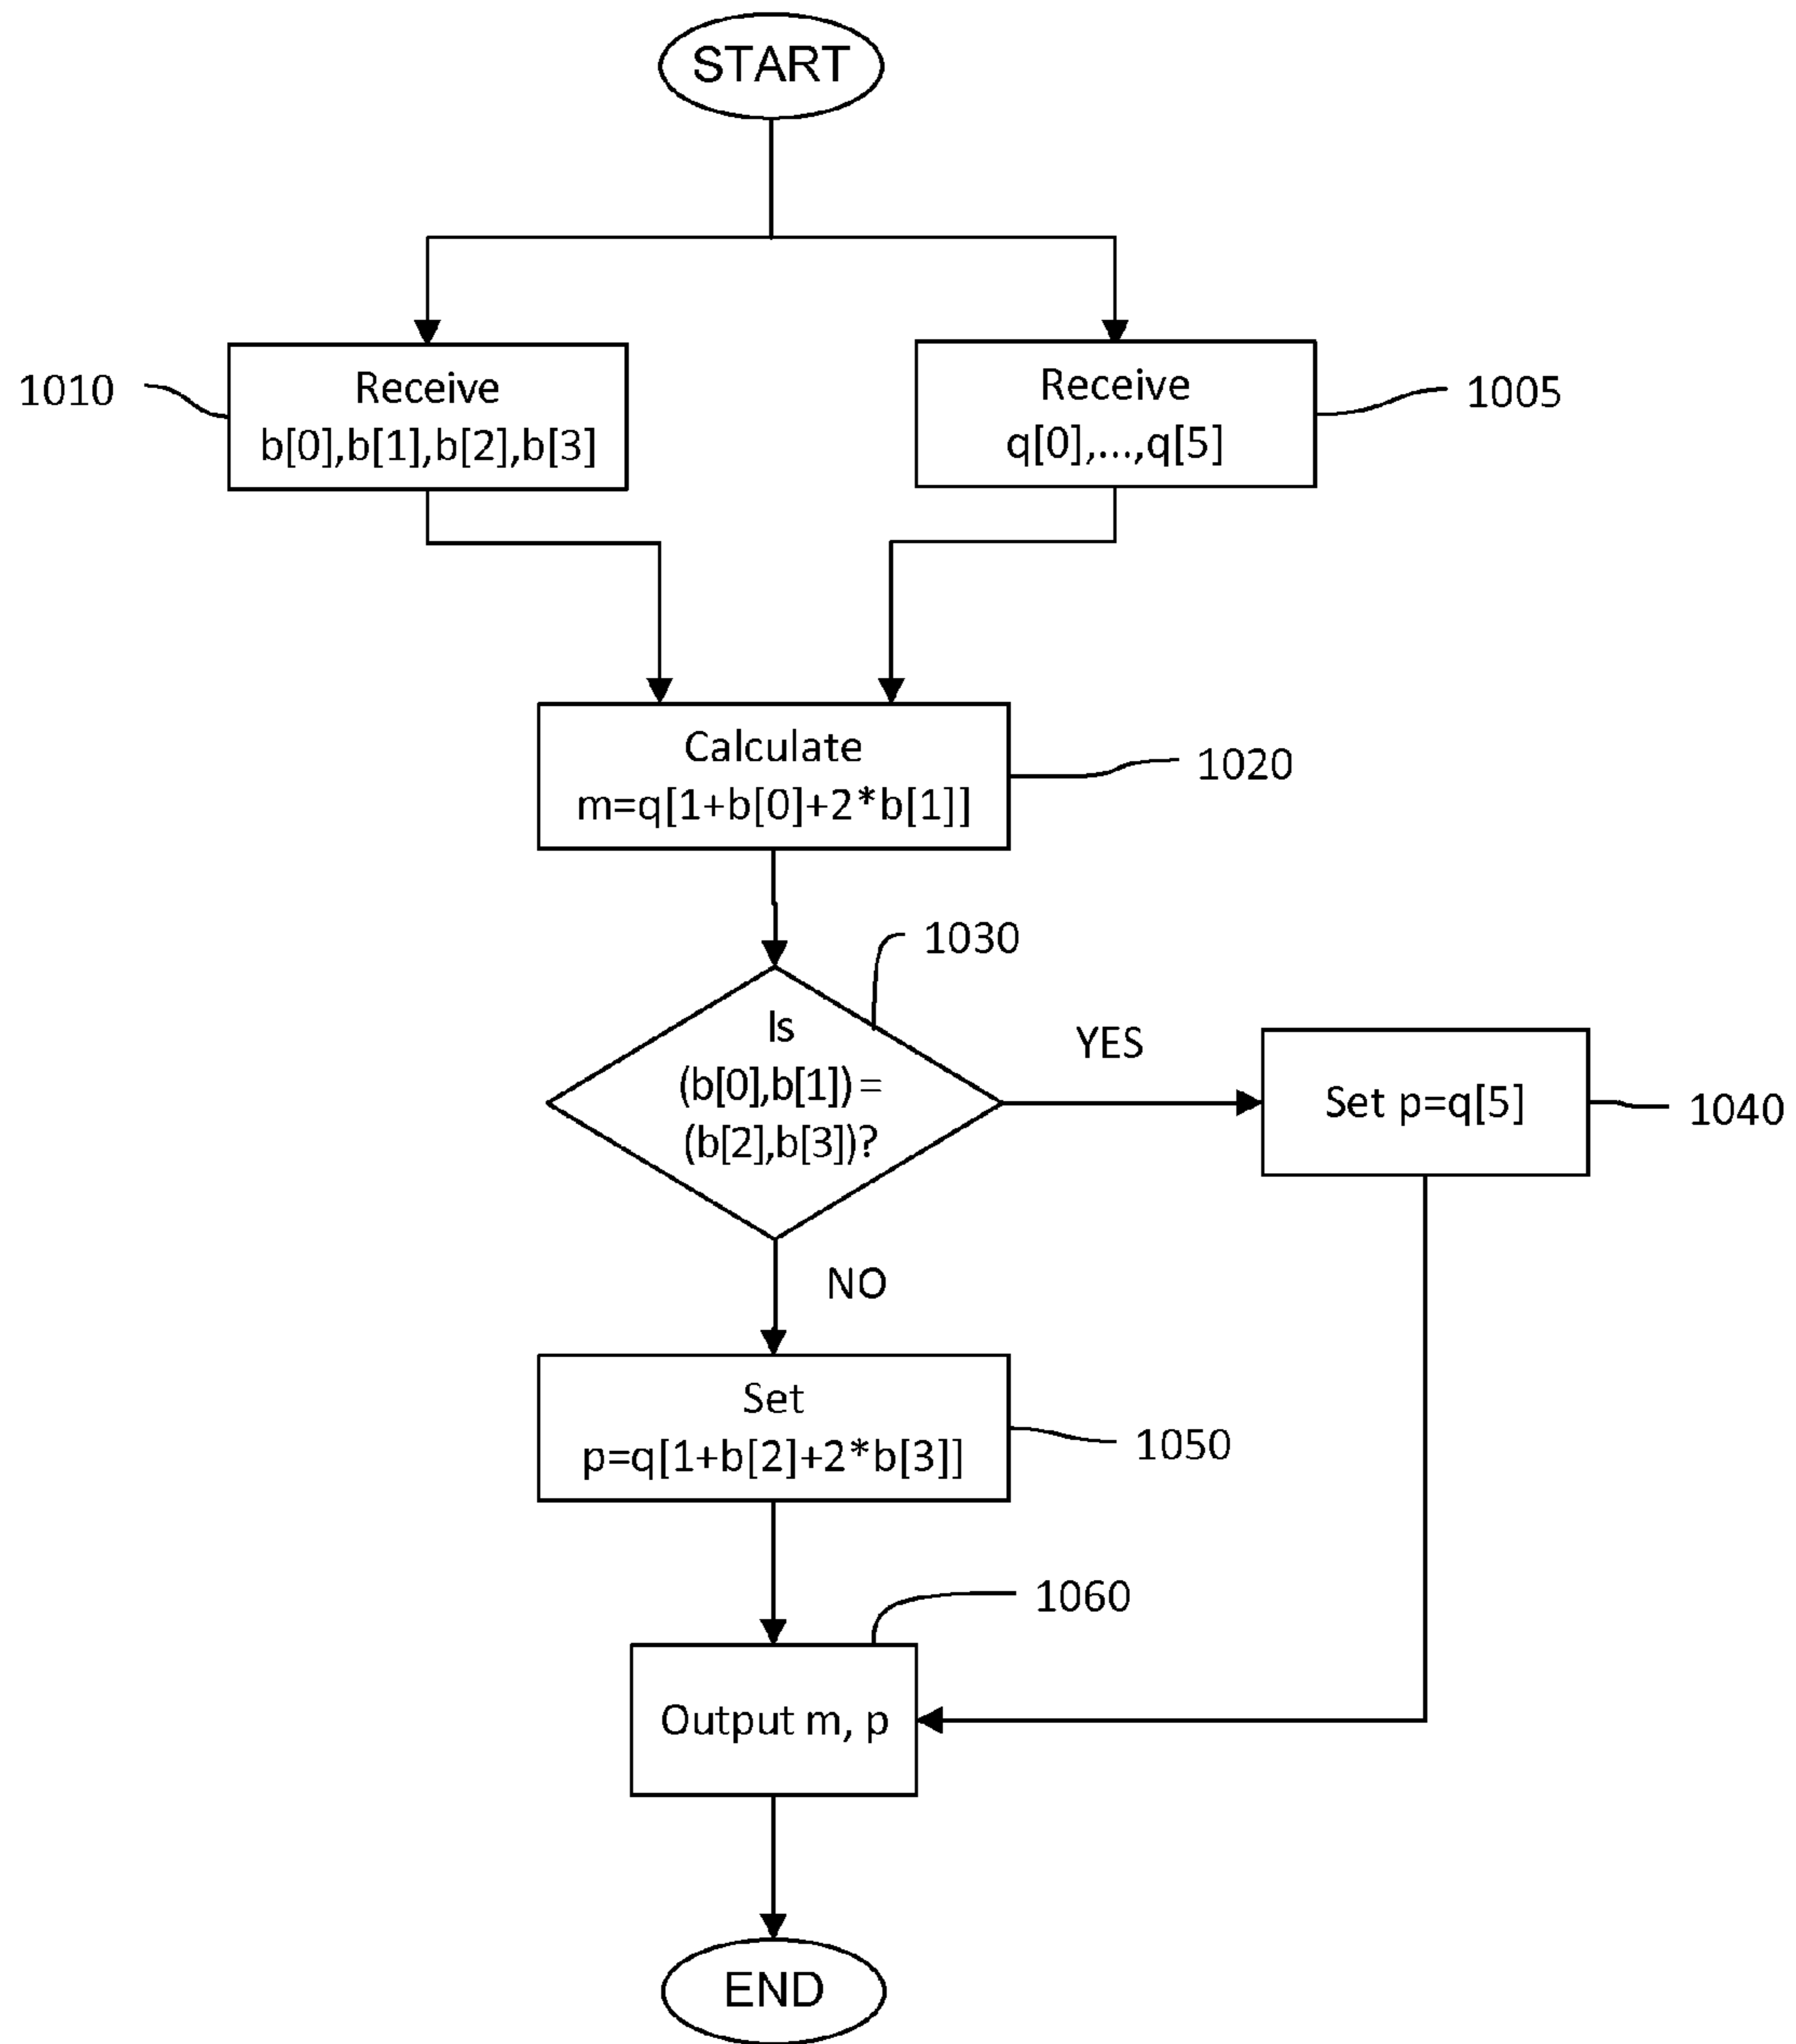 START
1010
Receive
b[0],b[1],b[2],b[3]
Receive
q[0],...,q[5]
1005
Calculate
m=q[1+b[0]+2*b[1]]
1020
1030
Is
(b[0],b[1]) =
(b[2],b[3])?
YES
Set p=q[5]
1040
NO
Set
p=q[1+b[2]+2*b[3]]
1050
1060
Output m, p
END